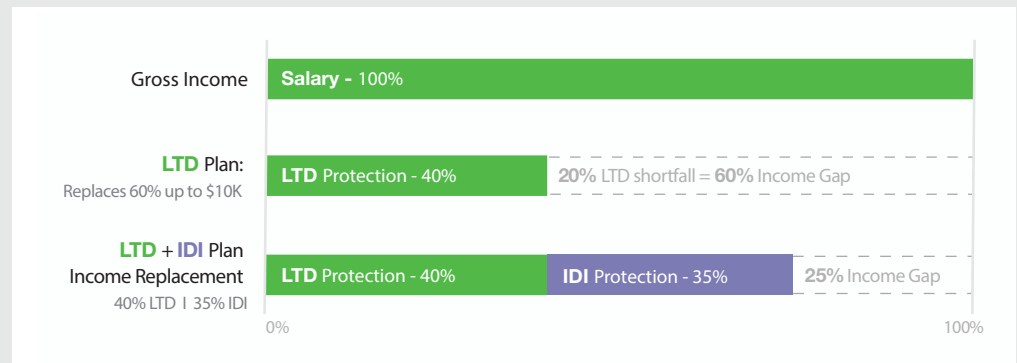 Gross Income
Salary - 100%
LTD Plan:
Replaces 60% up to $10K
LTD Protection - 40%
20% LTD shortfall = 60% Income Gap
LTD + IDI Plan
Income Replacement
40% LTD I 35% IDI
LTD Protection - 40%
IDI Protection - 35%
25% Income Gap
0%
100%